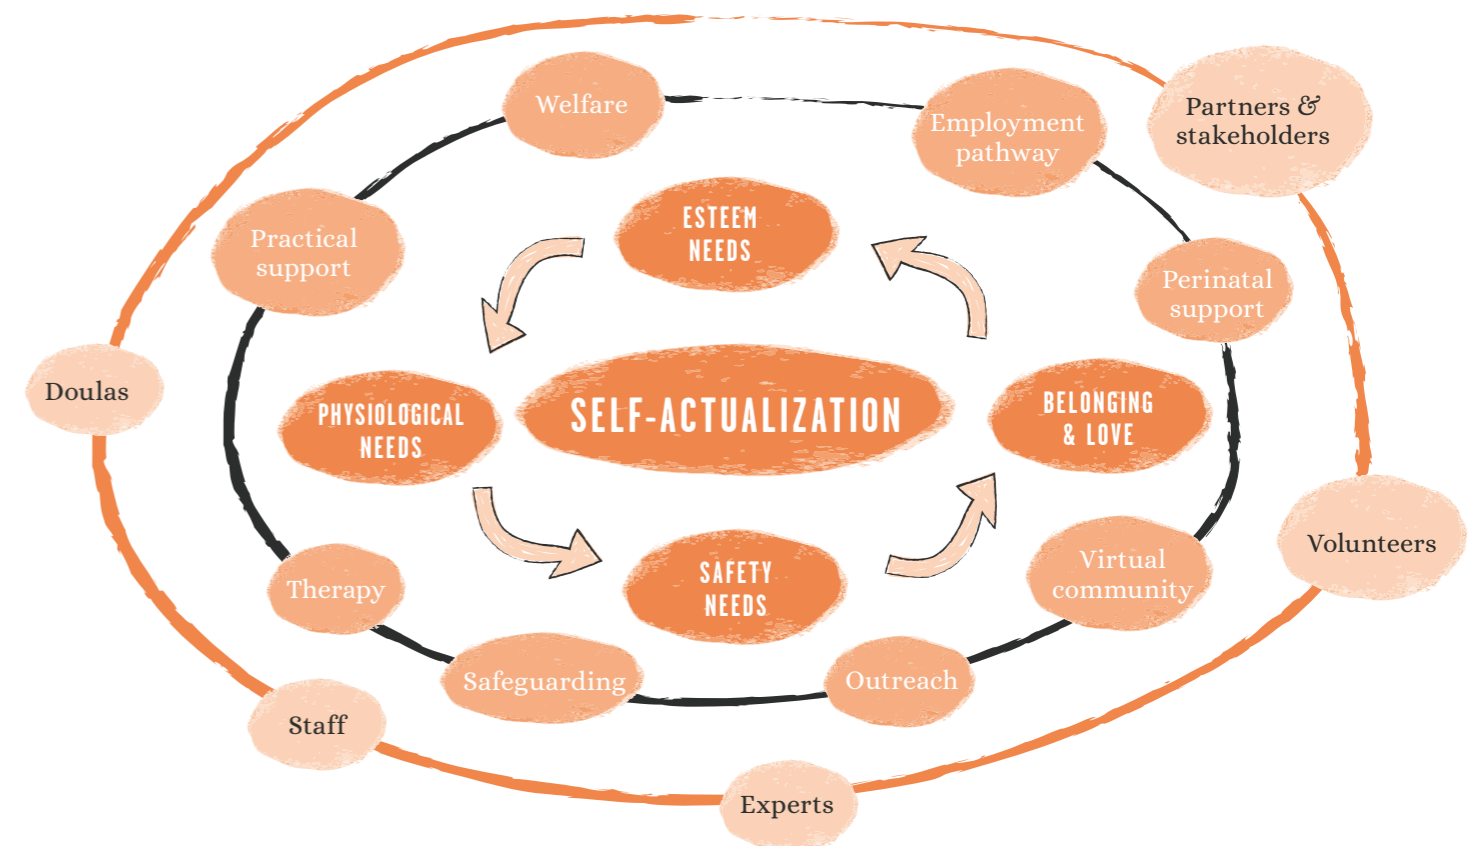 Welfare
Employment
pathway
Partners &
stakeholders
Practical
support
ESTEEM
NEEDS
Perinatal
support
Doulas
PHYSIOLOGICAL
NEEDS
SELF-ACTUALIZATION
BELONGING
& LOVE
Volunteers
Therapy
SAFETY
NEEDS
Virtual
community
Safeguarding
Outreach
Staff
Experts